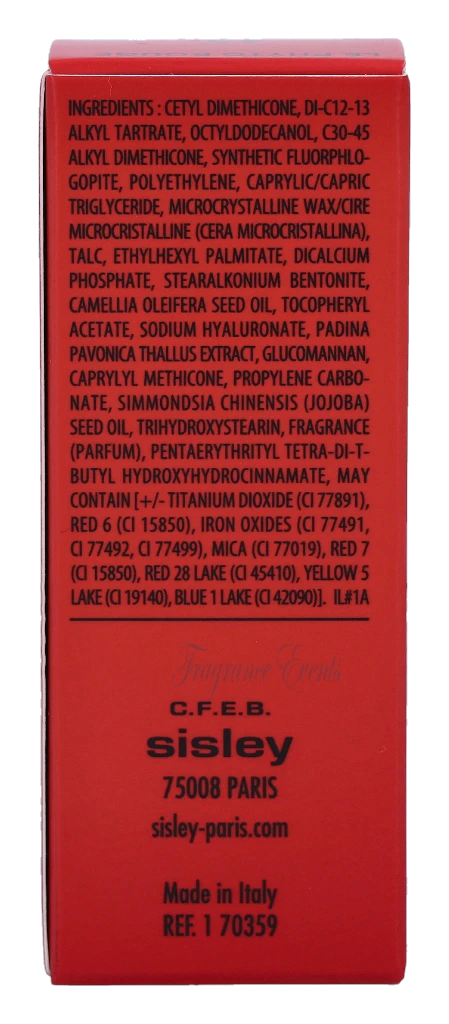 LE PHYTO ROUGE
INGREDIENTS : CETYL DIMETHICONE, DI-C12-13
ALKYL TARTRATE, OCTYLDODECANOL, C30-45
ALKYL DIMETHICONE, SYNTHETIC FLUORPHLO-
GOPITE, POLYETHYLENE, CAPRYLIC/CAPRIC
TRIGLYCERIDE, MICROCRYSTALLINE WAX/CIRE
MICROCRISTALLINE (CERA MICROCRISTALLINA),
TALC, ETHYLHEXYL PALMITATE, DICALCIUM
PHOSPHATE, STEARALKONIUM BENTONITE,
CAMELLIA OLEIFERA SEED OIL, TOCOPHERYL
ACETATE, SODIUM HYALURONATE, PADINA
PAVONICA THALLUS EXTRACT, GLUCOMANNAN,
CAPRYLYL METHICONE, PROPYLENE CARBO-
NATE, SIMMONDSIA CHINENSIS (JOJOBA)
SEED OIL, TRIHYDROXYSTEARIN, FRAGRANCE
(PARFUM), PENTAERYTHRITYL TETRA-DI-T-
BUTYL HYDROXYHYDROCINNAMATE, MAY
CONTAIN [+/- TITANIUM DIOXIDE (CI 77891),
RED 6 (CI 15850), IRON OXIDES (CI 77491,
CI 77492, CI 77499), MICA (CI 77019), RED 7
(CI 15850), RED 28 LAKE (CI 45410), YELLOW 5
LAKE (CI 19140), BLUE 1 LAKE (CI 42090)]. IL#1A
Fragrance Events
C.F.E.B.
sisley
75008 PARIS
sisley-paris.com
Made in Italy
REF. 1 70359